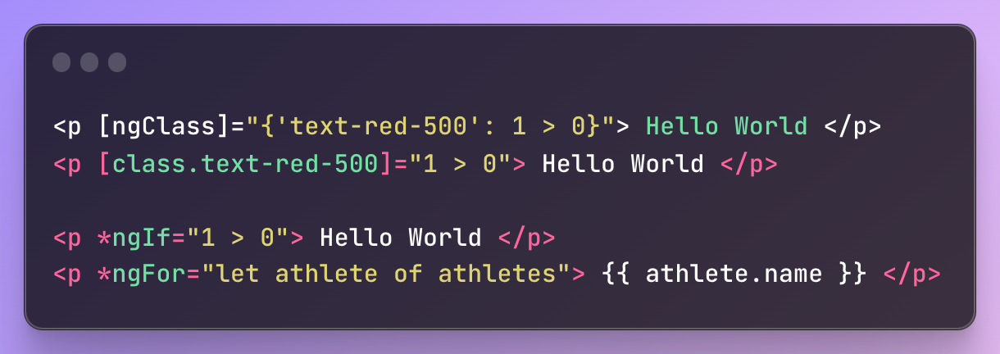 <p [ngClass]="{'text-red-500': 1 > 0}"> Hello World </p>
<p [class.text-red-500]="1 > 0"> Hello World </p>
<p *ngIf="1 > 0"> Hello World </p>
<p *ngFor="let athlete of athletes"> {{ athlete.name }} </p>